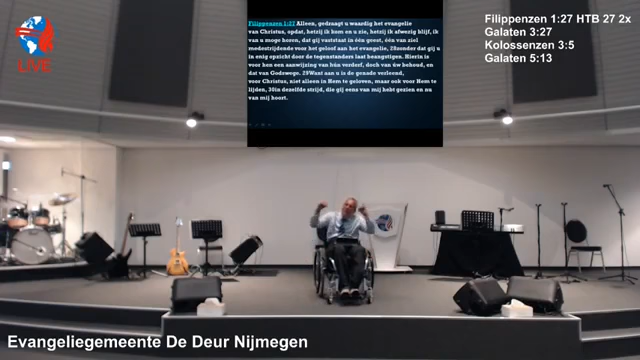 Filippenzen 1:27 Alleen, gedraagt u waardig het evangelie
van Christus, opdat, hetzij ik kom en u zie, hetzij ik afwezig blijf, ik
van u moge horen, dat gij vaststaat in één geest, één van ziel
medestrijdende voor het geloof aan het evangelie, 28zonder dat gij u
in enig opzicht door de tegenstanders laat beangstigen. Hierin is
voor hen een aanwijzing van hún verderf, doch van úw behoud, en
dat van Godswege. 29Want aan u is de genade verleend,
voor Christus, niet alleen in Hem te geloven, maar ook voor Hem te
lijden, 30in dezelfde strijd, die gij eens van mij hebt gezien en nu
van mij hoort.
Filippenzen 1:27 HTB 27 2x
Galaten 3:27
Kolossenzen 3:5
Galaten 5:13
LIVE
Evangeliegemeente De Deur Nijmegen